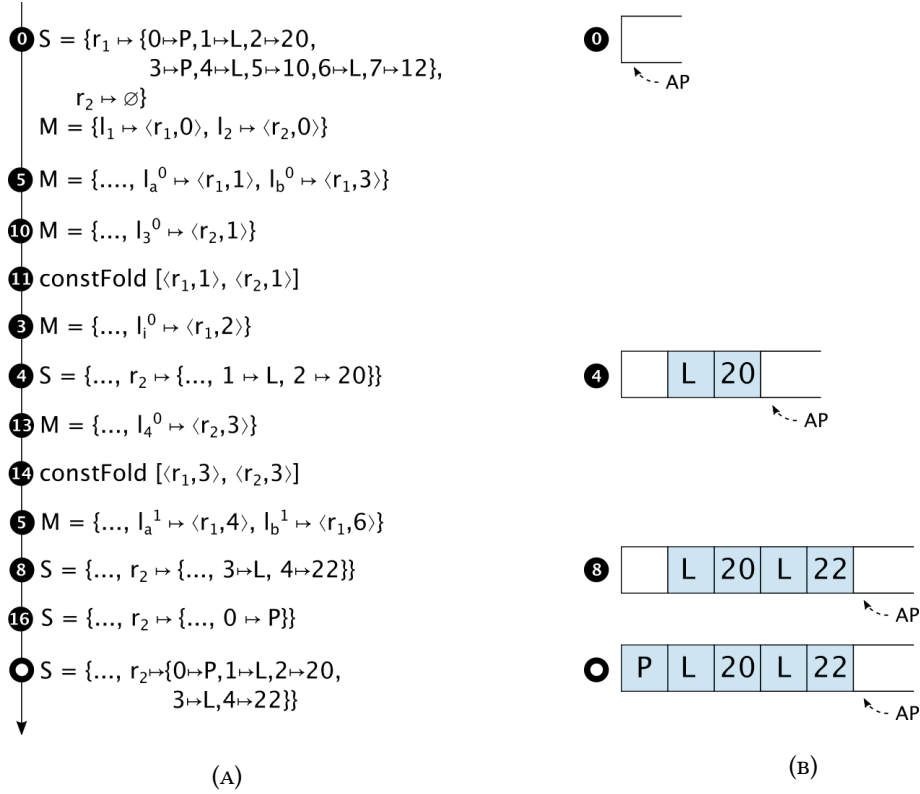 0 S = {r₁ ↦ {0↦P,1↦L,2↦20,
3↦P,4↦L,5↦10,6↦L,7↦12},
r₂ ↦ ∅}
M = {l₁ ↦ ⟨r₁,0⟩, l₂ ↦ ⟨r₂,0⟩}
5 M = {...., lₐ⁰ ↦ ⟨r₁,1⟩, l_b⁰ ↦ ⟨r₁,3⟩}
10 M = {..., l₃⁰ ↦ ⟨r₂,1⟩}
11 constFold [⟨r₁,1⟩, ⟨r₂,1⟩]
3 M = {..., lᵢ⁰ ↦ ⟨r₁,2⟩}
4 S = {..., r₂ ↦ {..., 1 ↦ L, 2 ↦ 20}}
13 M = {..., l₄⁰ ↦ ⟨r₂,3⟩}
14 constFold [⟨r₁,3⟩, ⟨r₂,3⟩]
5 M = {..., lₐ¹ ↦ ⟨r₁,4⟩, l_b¹ ↦ ⟨r₁,6⟩}
8 S = {..., r₂ ↦ {..., 3↦L, 4↦22}}
16 S = {..., r₂ ↦ {..., 0 ↦ P}}
S = {..., r₂↦{0↦P,1↦L,2↦20,
3↦L,4↦22}}
(A)
0
AP
4 L 20
AP
8 L 20 L 22
AP
P L 20 L 22
AP
(B)